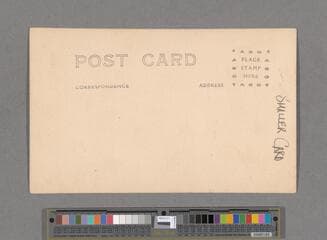 POST CARD
CORRESPONDENCE
ADDRESS
PLACE
STAMP
HERE
SMALLER CARD